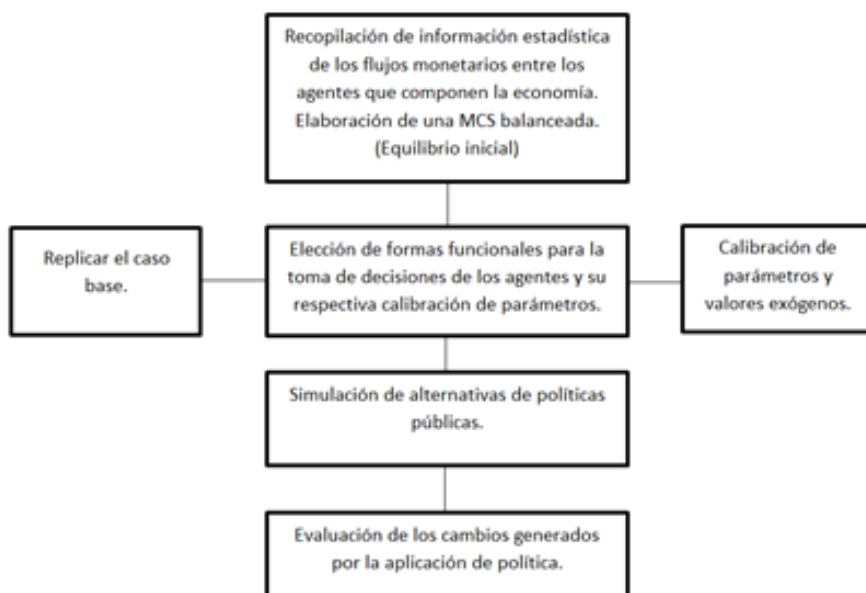 Recopilación de información estadística
de los flujos monetarios entre los
agentes que componen la economía.
Elaboración de una MCS balanceada.
(Equilibrio inicial)
Replicar el caso
base.
Elección de formas funcionales para la
toma de decisiones de los agentes y su
respectiva calibración de parámetros.
Calibración de
parámetros y
valores exógenos.
Simulación de alternativas de políticas
públicas.
Evaluación de los cambios generados
por la aplicación de política.